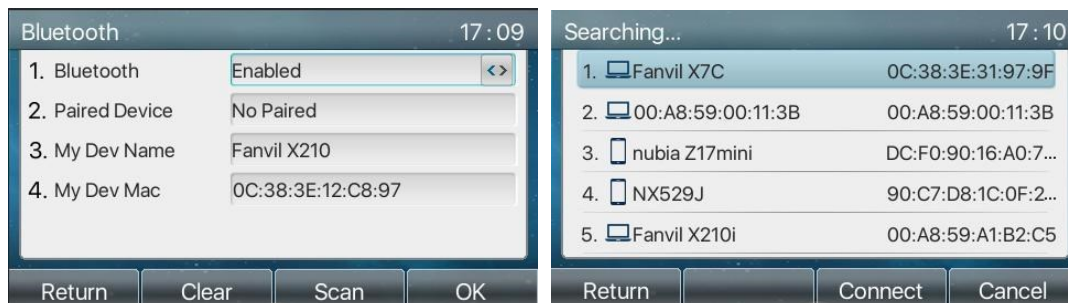 Bluetooth 17:09
1. Bluetooth Enabled <>
2. Paired Device No Paired
3. My Dev Name Fanvil X210
4. My Dev Mac 0C:38:3E:12:C8:97
Return Clear Scan OK
Searching... 17:10
1. Fanvil X7C 0C:38:3E:31:97:9F
2. 00:A8:59:00:11:3B 00:A8:59:00:11:3B
3. nubia Z17mini DC:F0:90:16:A0:7...
4. NX529J 90:C7:D8:1C:0F:2...
5. Fanvil X210i 00:A8:59:A1:B2:C5
Return Connect Cancel